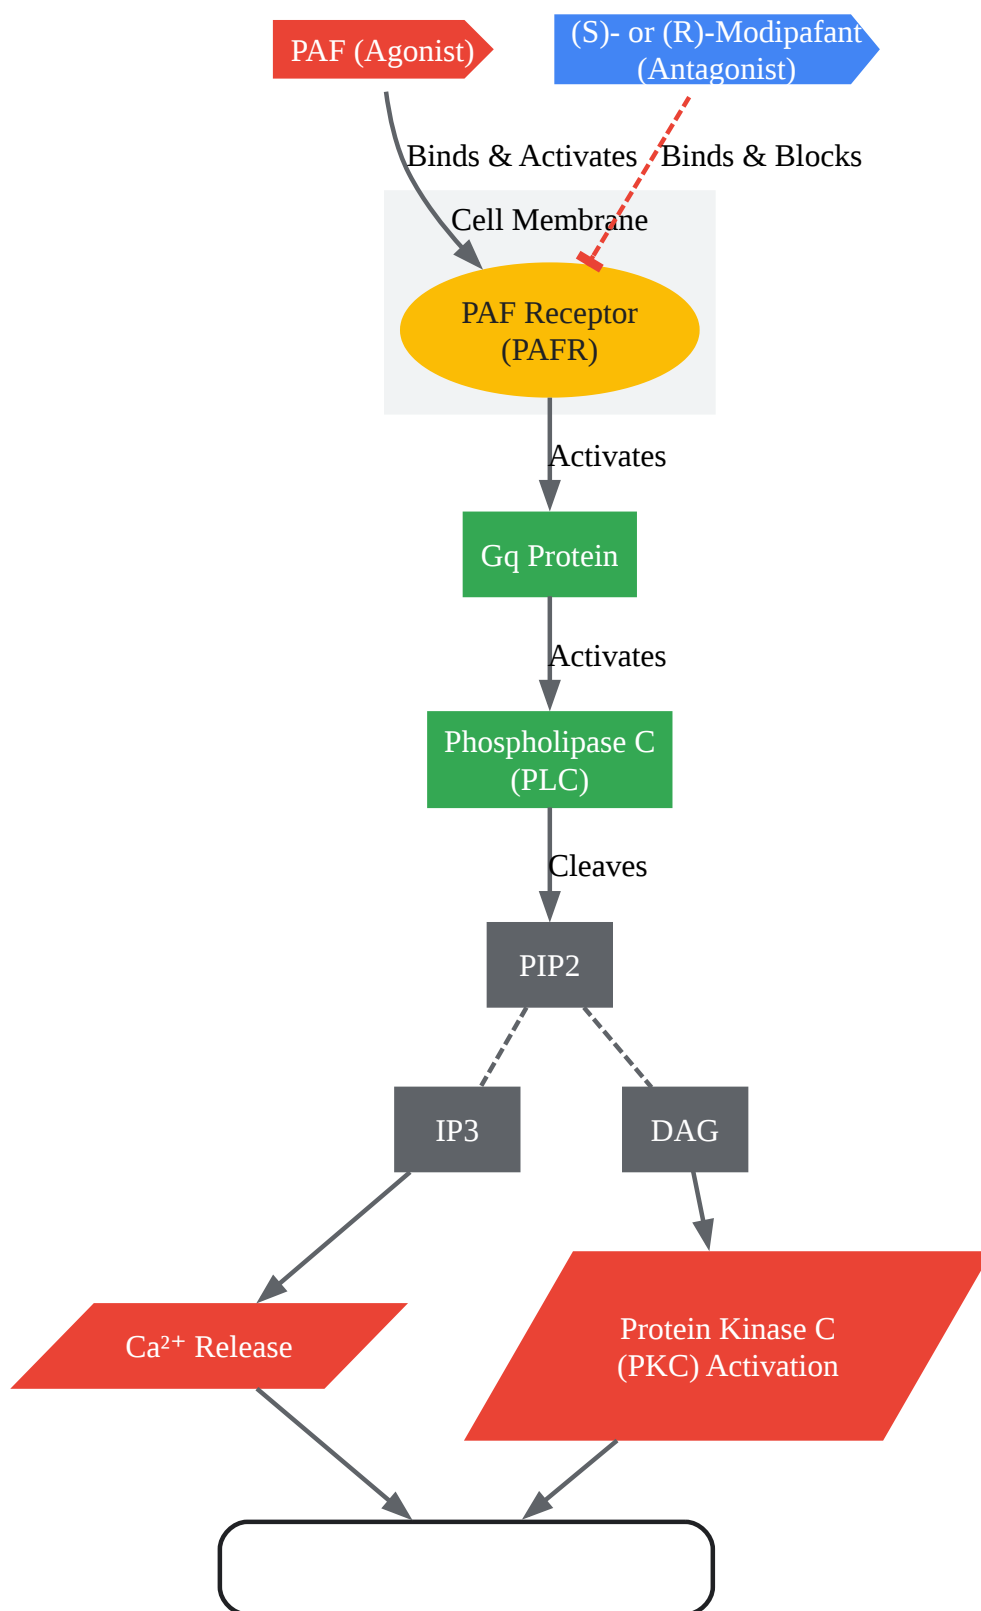 PAF (Agonist)
(S)- or (R)-Modipafant
(Antagonist)
Binds & Activates
Binds & Blocks
Cell Membrane
PAF Receptor
(PAFR)
Activates
Gq Protein
Activates
Phospholipase C
(PLC)
Cleaves
PIP2
IP3
DAG
Protein Kinase C
(PKC) Activation
Ca²⁺ Release